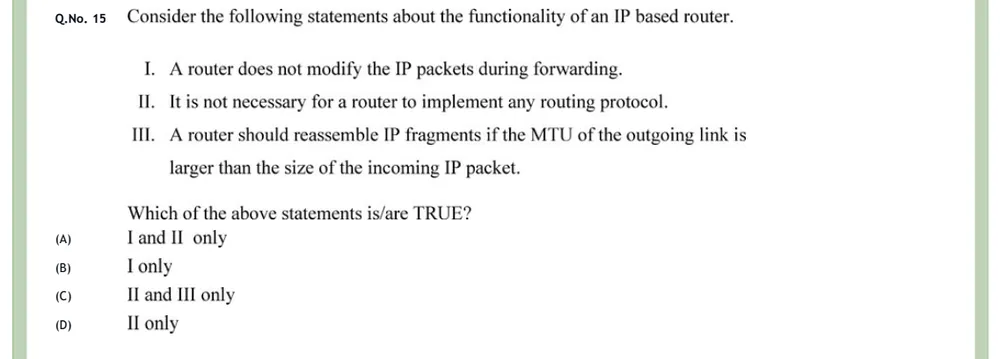 Q.No. 15 Consider the following statements about the functionality of an IP based router.
I. A router does not modify the IP packets during forwarding.
II. It is not necessary for a router to implement any routing protocol.
III. A router should reassemble IP fragments if the MTU of the outgoing link is
larger than the size of the incoming IP packet.
Which of the above statements is/are TRUE?
(A) I and II only
(B) I only
(C) II and III only
(D) II only